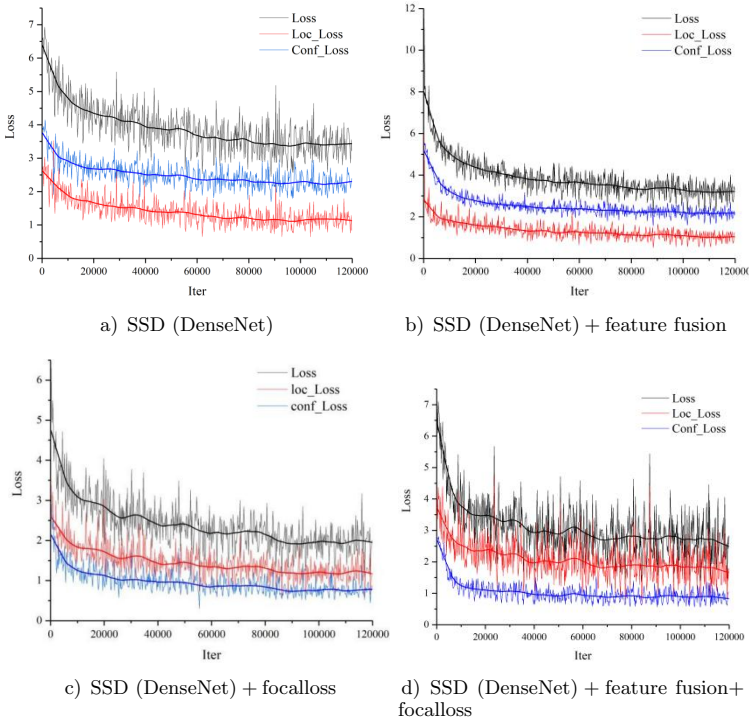 7
6
5
4
3
2
1
0
Loss
Loss
Loc_Loss
Conf_Loss
0
20000
40000
60000
80000
100000
120000
Iter
a) SSD (DenseNet)
12
10
8
6
4
2
0
Loss
Loss
Loc_Loss
Conf_Loss
0
20000
40000
60000
80000
100000
120000
Iter
b) SSD (DenseNet) + feature fusion
6
5
4
3
2
1
0
Loss
Loss
loc_Loss
conf_Loss
0
20000
40000
60000
80000
100000
120000
Iter
c) SSD (DenseNet) + focalloss
7
6
5
4
3
2
1
0
Loss
Loss
Loc_Loss
Conf_Loss
0
20000
40000
60000
80000
100000
120000
Iter
d) SSD (DenseNet) + feature fusion+
focalloss